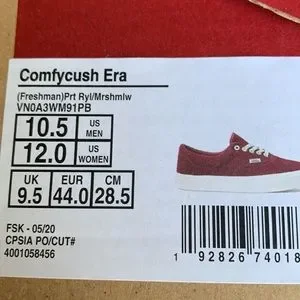 Comfycush Era
(Freshman)Prt Ryl/Mrshmlw
VN0A3WM91PB
10.5 US MEN
12.0 US WOMEN
UK EUR CM
9.5 44.0 28.5
FSK - 05/20
CPSIA PO/CUT#
4001058456
1 92826 74018